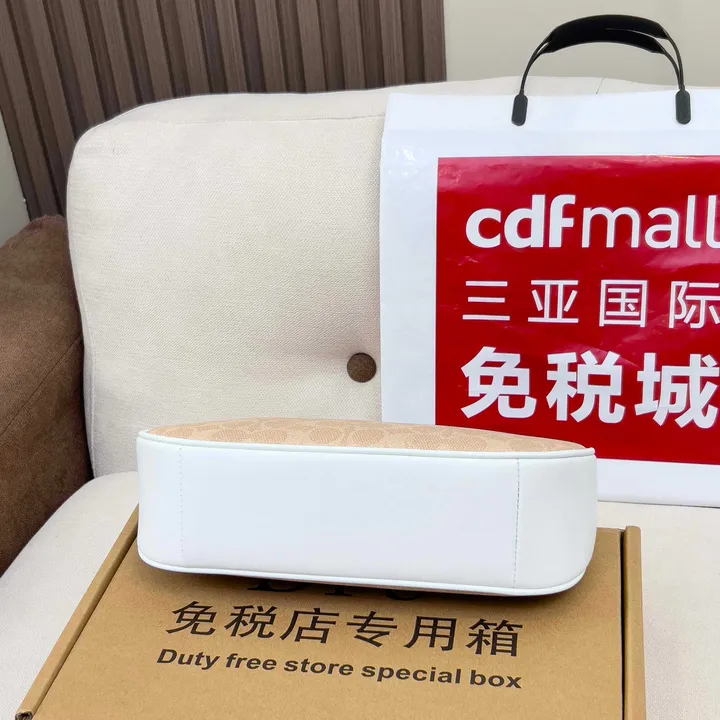 cdfmall
三亚国际
免税城
免税店专用箱
Duty free store special box